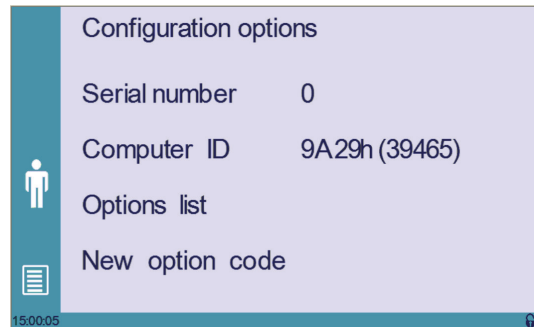 Configuration options
Serial number 0
Computer ID 9A29h (39465)
Options list
New option code
15:00:05